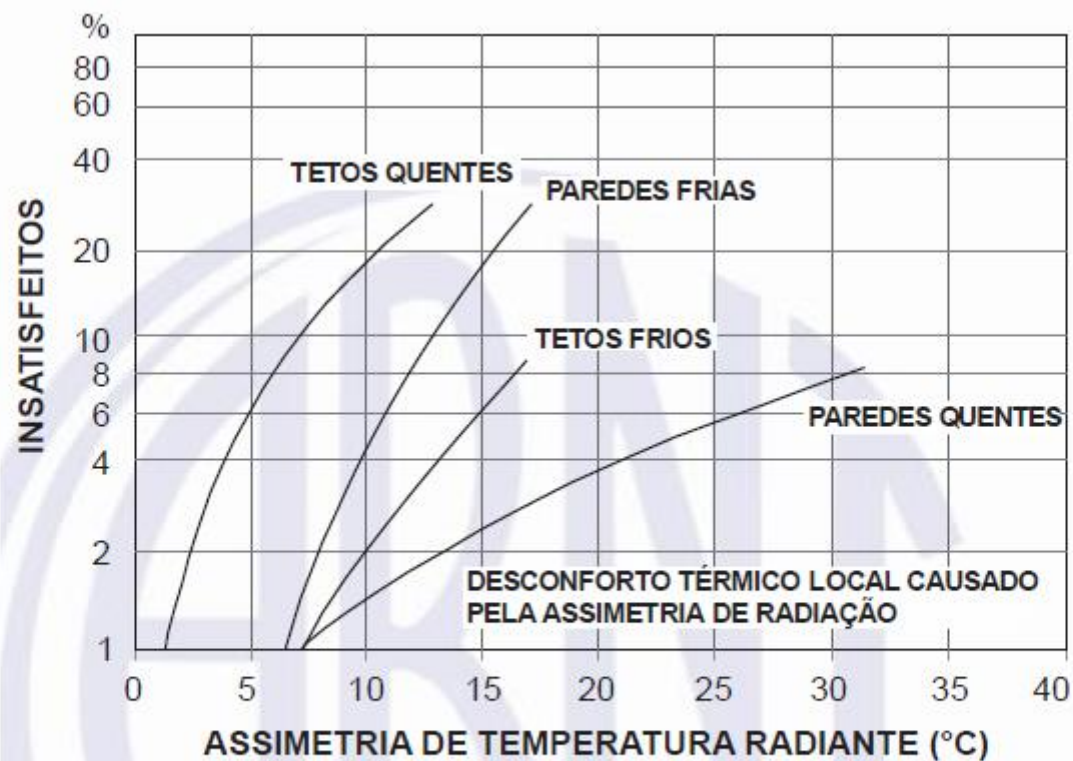 %
80
60
40
20
10
8
6
4
2
1
INSATISFEITOS
TETOS QUENTES
PAREDES FRIAS
TETOS FRIOS
PAREDES QUENTES
DESCONFORTO TÉRMICO LOCAL CAUSADO
PELA ASSIMETRIA DE RADIAÇÃO
0 5 10 15 20 25 30 35 40
ASSIMETRIA DE TEMPERATURA RADIANTE (°C)